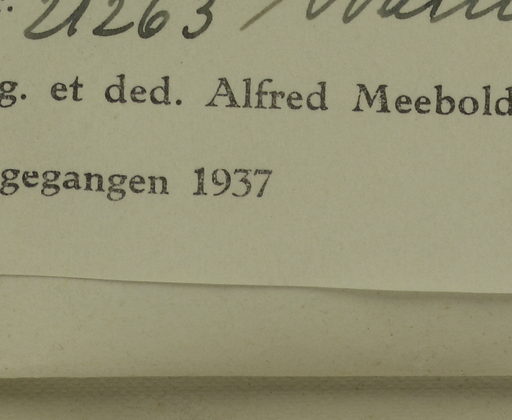 21263
g. et ded. Alfred Meebold
gegangen 1937